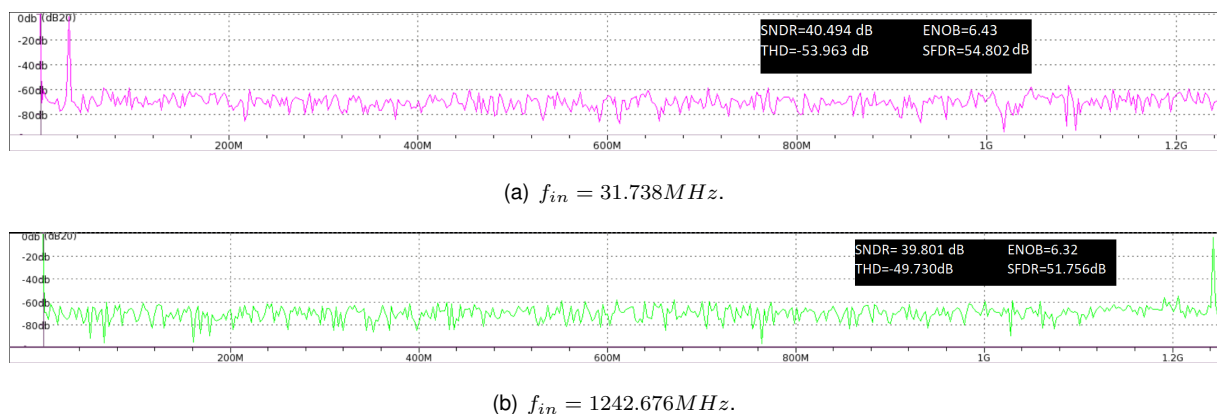 0db (dB20)
SNDR=40.494 dB ENOB=6.43
THD=-53.963 dB SFDR=54.802 dB
-20db
-40db
-60db
-80db
200M 400M 600M 800M 1G 1.2G
(a) f_in = 31.738MHz.
0db (dB20)
SNDR= 39.801 dB ENOB=6.32
THD=-49.730dB SFDR=51.756dB
-20db
-40db
-60db
-80db
200M 400M 600M 800M 1G 1.2G
(b) f_in = 1242.676MHz.